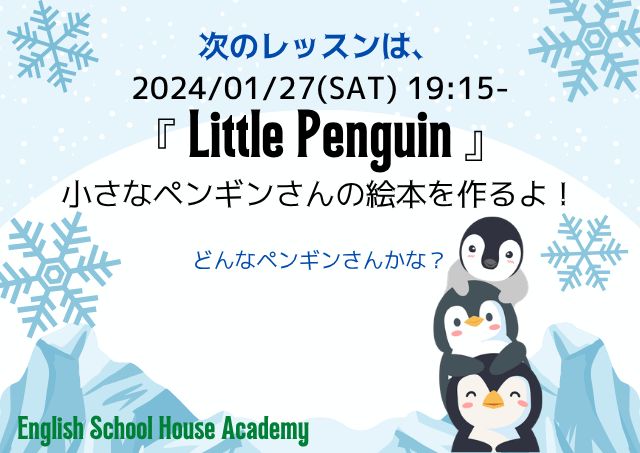 次のレッスンは、
2024/01/27(SAT) 19:15-
『 Little Penguin 』
小さなペンギンさんの絵本を作るよ！
どんなペンギンさんかな？
English School House Academy